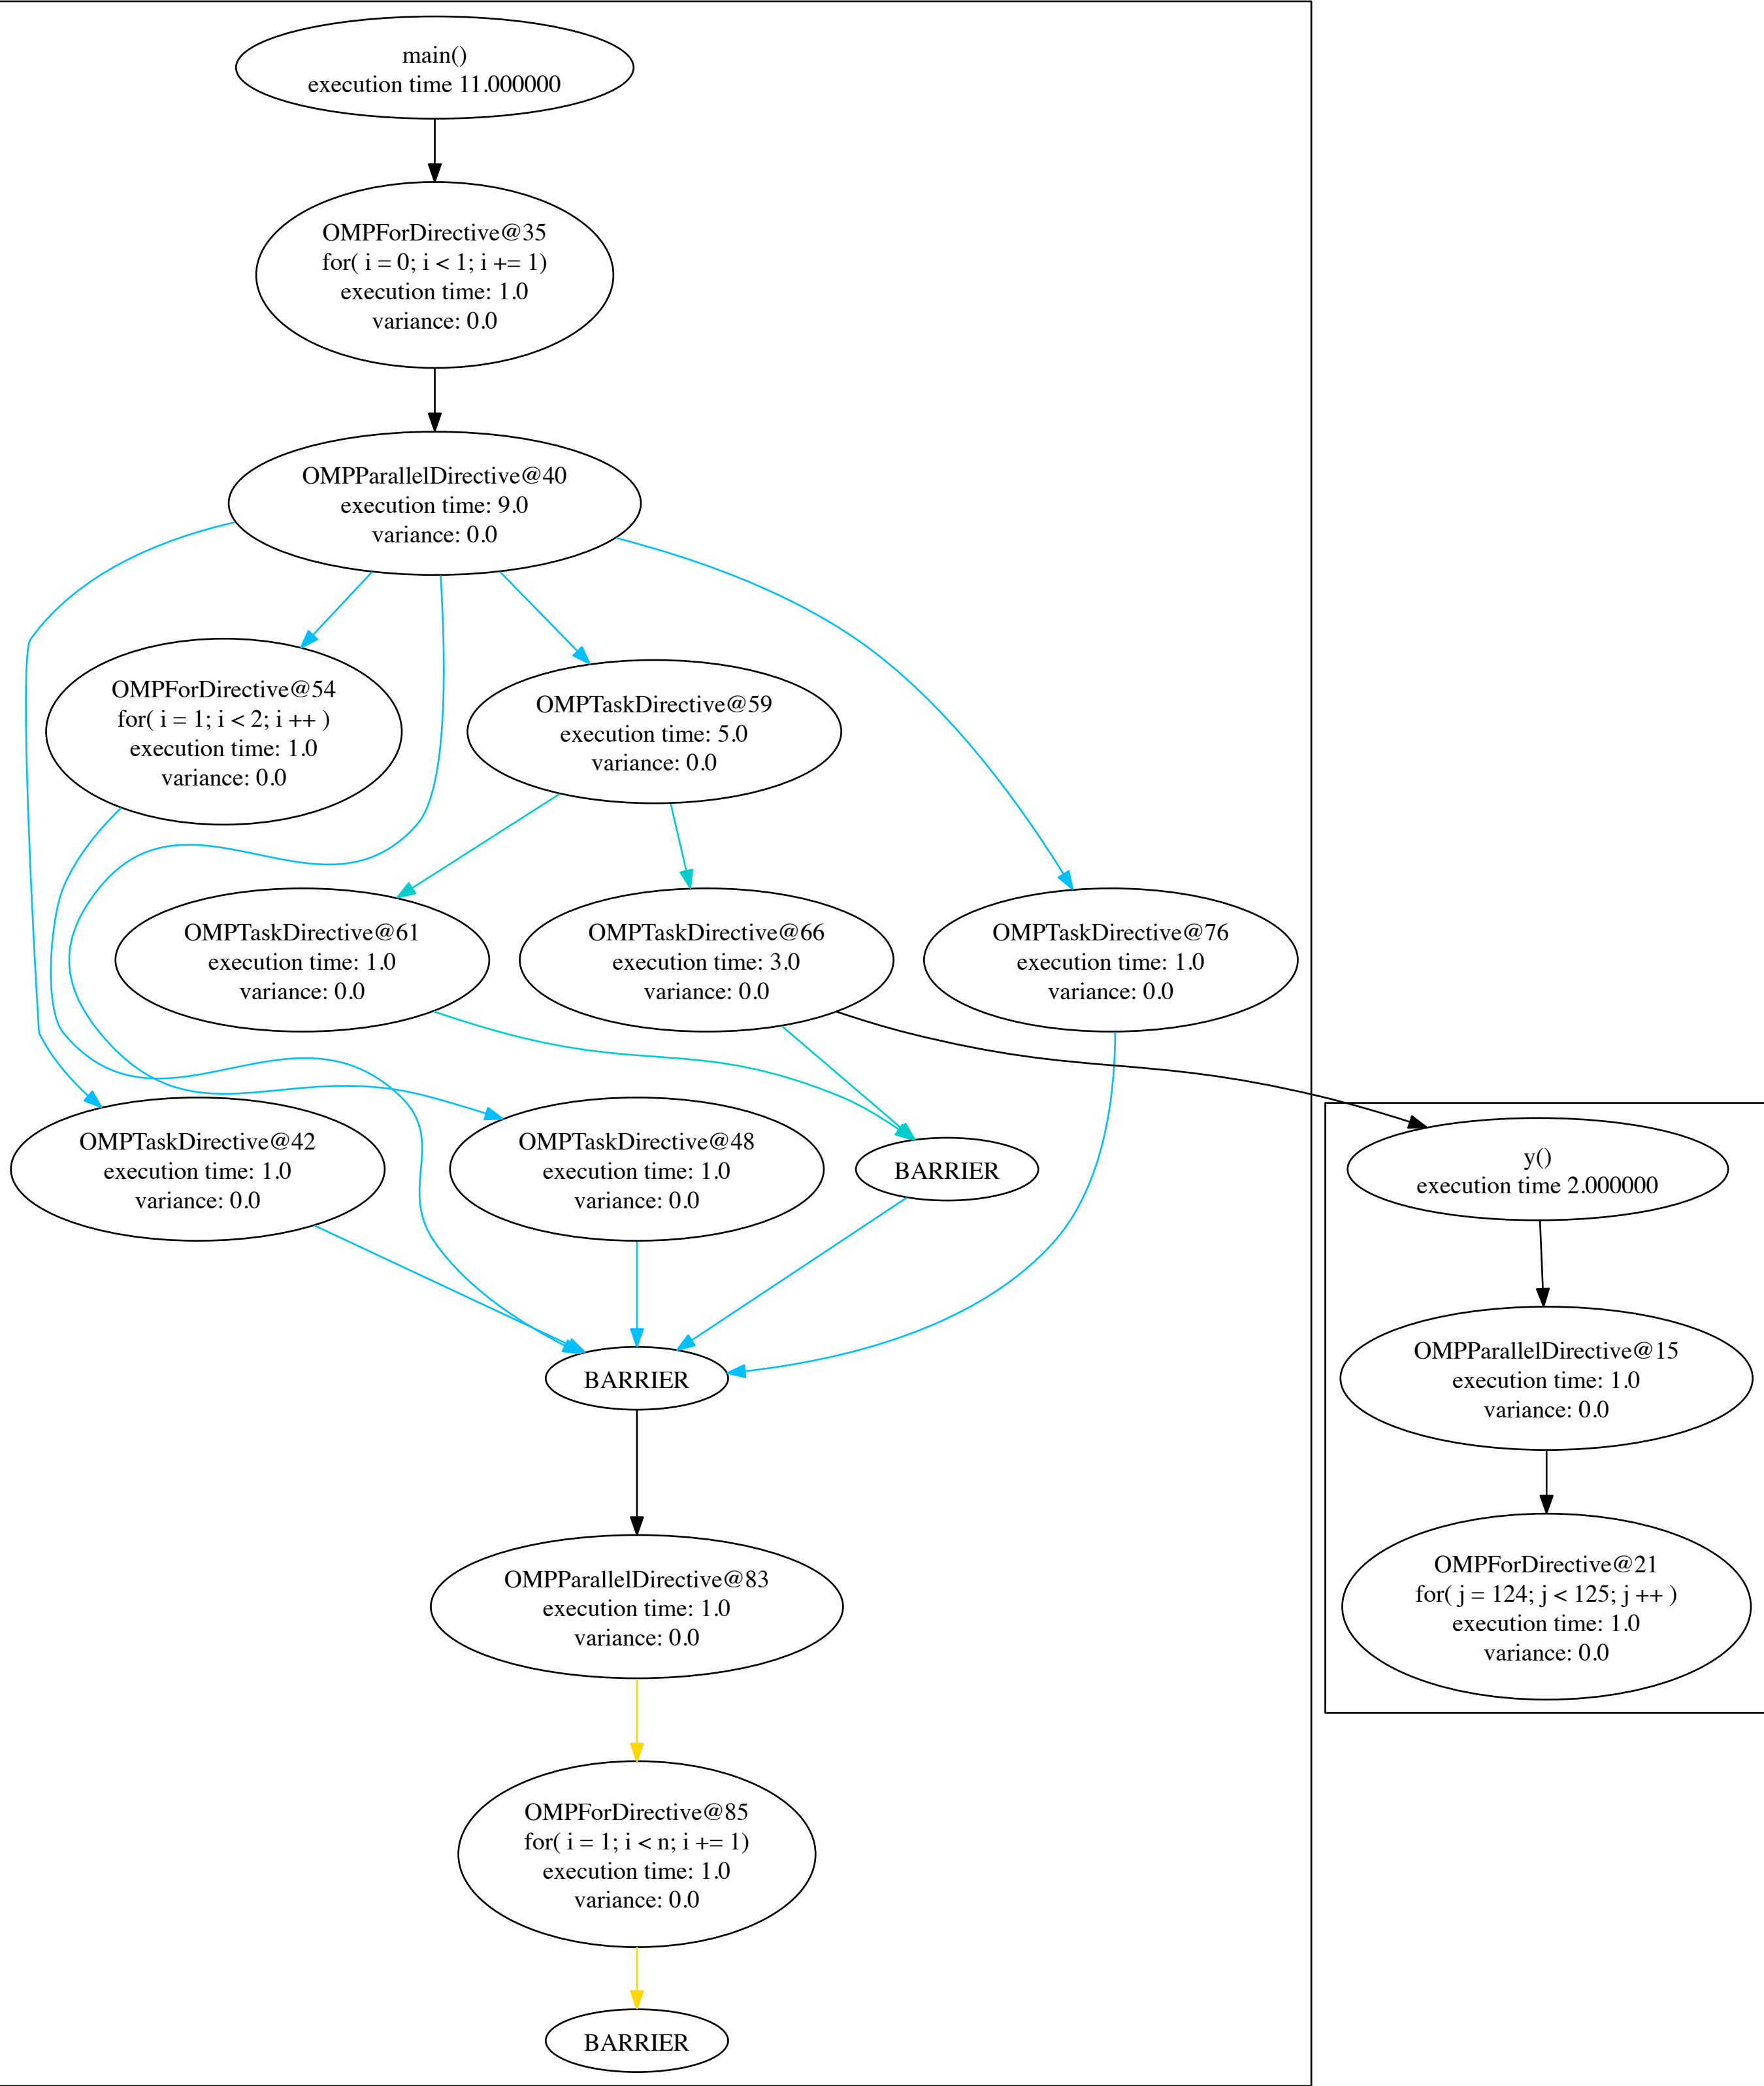 main()
execution time 11.000000
OMPForDirective@35
for( i = 0; i < 1; i += 1)
execution time: 1.0
variance: 0.0
OMPParallelDirective@40
execution time: 9.0
variance: 0.0
OMPForDirective@54
for( i = 1; i < 2; i ++ )
execution time: 1.0
variance: 0.0
OMPTaskDirective@59
execution time: 5.0
variance: 0.0
OMPTaskDirective@61
execution time: 1.0
variance: 0.0
OMPTaskDirective@66
execution time: 3.0
variance: 0.0
OMPTaskDirective@76
execution time: 1.0
variance: 0.0
OMPTaskDirective@42
execution time: 1.0
variance: 0.0
OMPTaskDirective@48
execution time: 1.0
variance: 0.0
BARRIER
y()
execution time 2.000000
BARRIER
OMPParallelDirective@15
execution time: 1.0
variance: 0.0
OMPParallelDirective@83
execution time: 1.0
variance: 0.0
OMPForDirective@21
for( j = 124; j < 125; j ++ )
execution time: 1.0
variance: 0.0
OMPForDirective@85
for( i = 1; i < n; i += 1)
execution time: 1.0
variance: 0.0
BARRIER